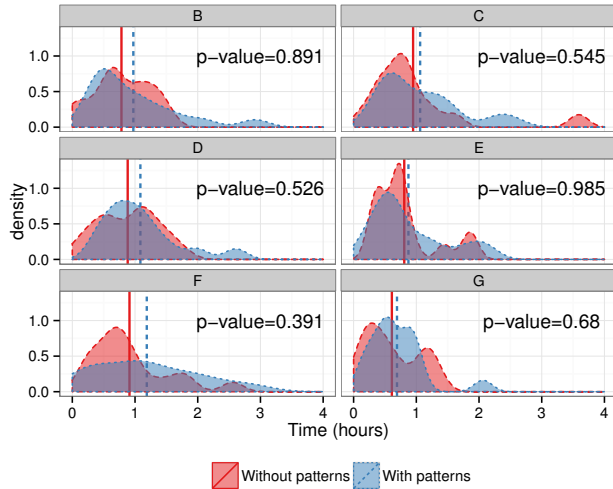 B
C
p-value=0.891
p-value=0.545
0.0
0.5
1.0
D
E
p-value=0.526
p-value=0.985
0.0
0.5
1.0
density
F
G
p-value=0.391
p-value=0.68
0.0
0.5
1.0
0 1 2 3 4
0 1 2 3 4
Time (hours)
Without patterns With patterns